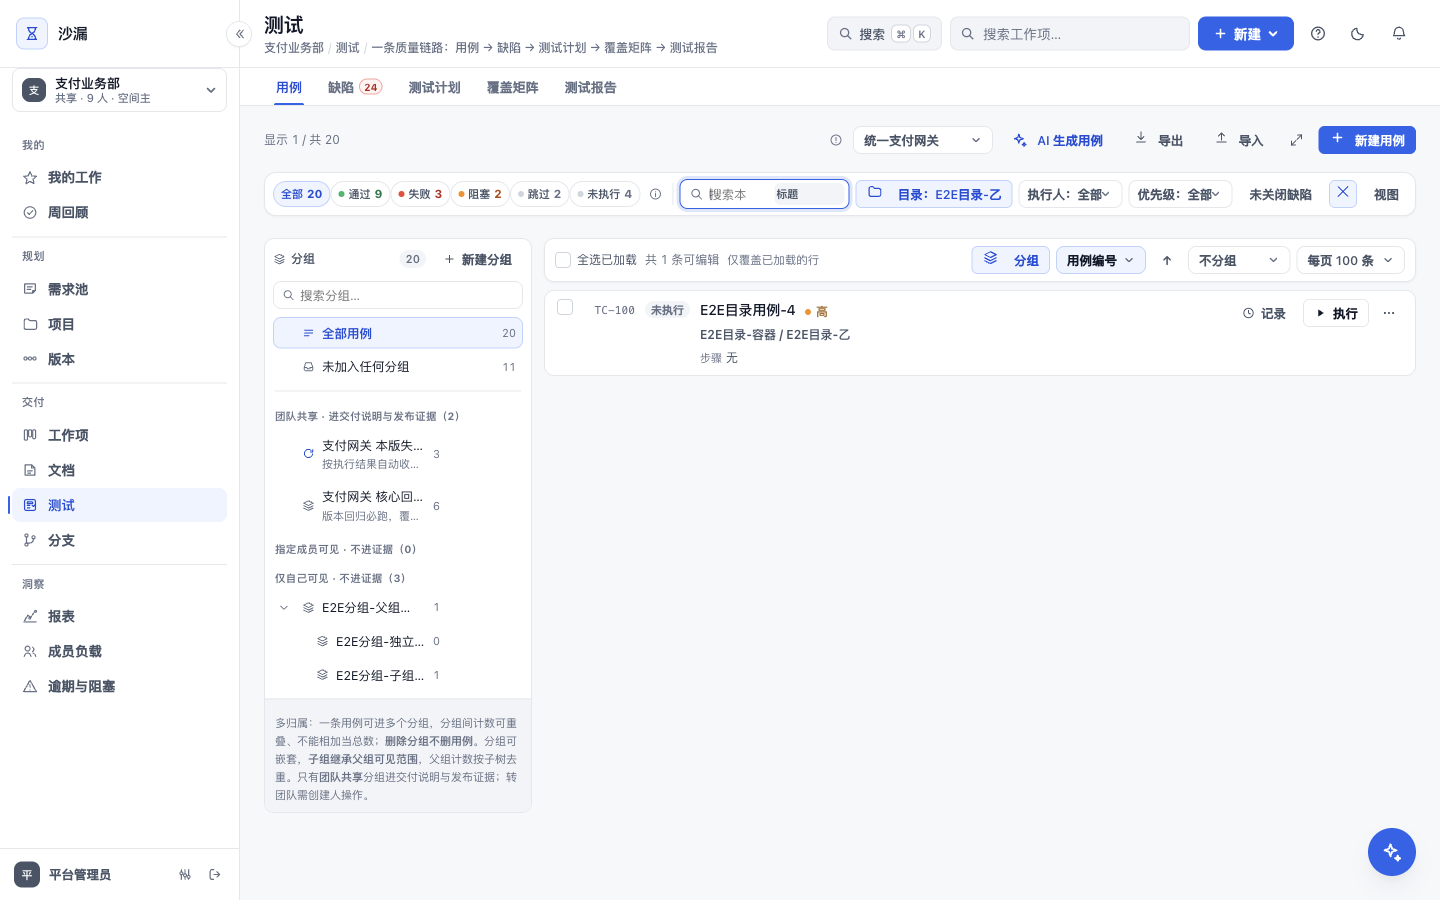 沙漏
测试
支付业务部 / 测试 / 一条质量链路：用例 → 缺陷 → 测试计划 → 覆盖矩阵 → 测试报告
搜索 ⌘ K
搜索工作项...
新建
支
支付业务部
共享 · 9 人 · 空间主
用例
缺陷 24
测试计划
覆盖矩阵
测试报告
我的
我的工作
周回顾
规划
需求池
项目
版本
交付
工作项
文档
测试
分支
洞察
报表
成员负载
逾期与阻塞
平
平台管理员
显示 1 / 共 20
统一支付网关
AI 生成用例
导出
导入
新建用例
全部 20
通过 9
失败 3
阻塞 2
跳过 2
未执行 4
搜索本
标题
目录：E2E目录-乙
执行人：全部
优先级：全部
未关闭缺陷
视图
分组
20
新建分组
搜索分组...
全部用例 20
未加入任何分组 11
团队共享 · 进交付说明与发布证据（2）
支付网关 本版失... 3
按执行结果自动收...
支付网关 核心回... 6
版本回归必跑，覆...
指定成员可见 · 不进证据（0）
仅自己可见 · 不进证据（3）
E2E分组-父组... 1
E2E分组-独立... 0
E2E分组-子组... 1
多归属：一条用例可进多个分组，分组间计数可重
叠、不能相加当总数；删除分组不删用例。分组可
嵌套，子组继承父组可见范围，父组计数按子树去
重。只有团队共享分组进交付说明与发布证据；转
团队需创建人操作。
全选已加载 共 1 条可编辑 仅覆盖已加载的行
分组
用例编号
不分组
每页 100 条
TC-100 未执行 E2E目录用例-4 高
E2E目录-容器 / E2E目录-乙
步骤 无
记录
执行